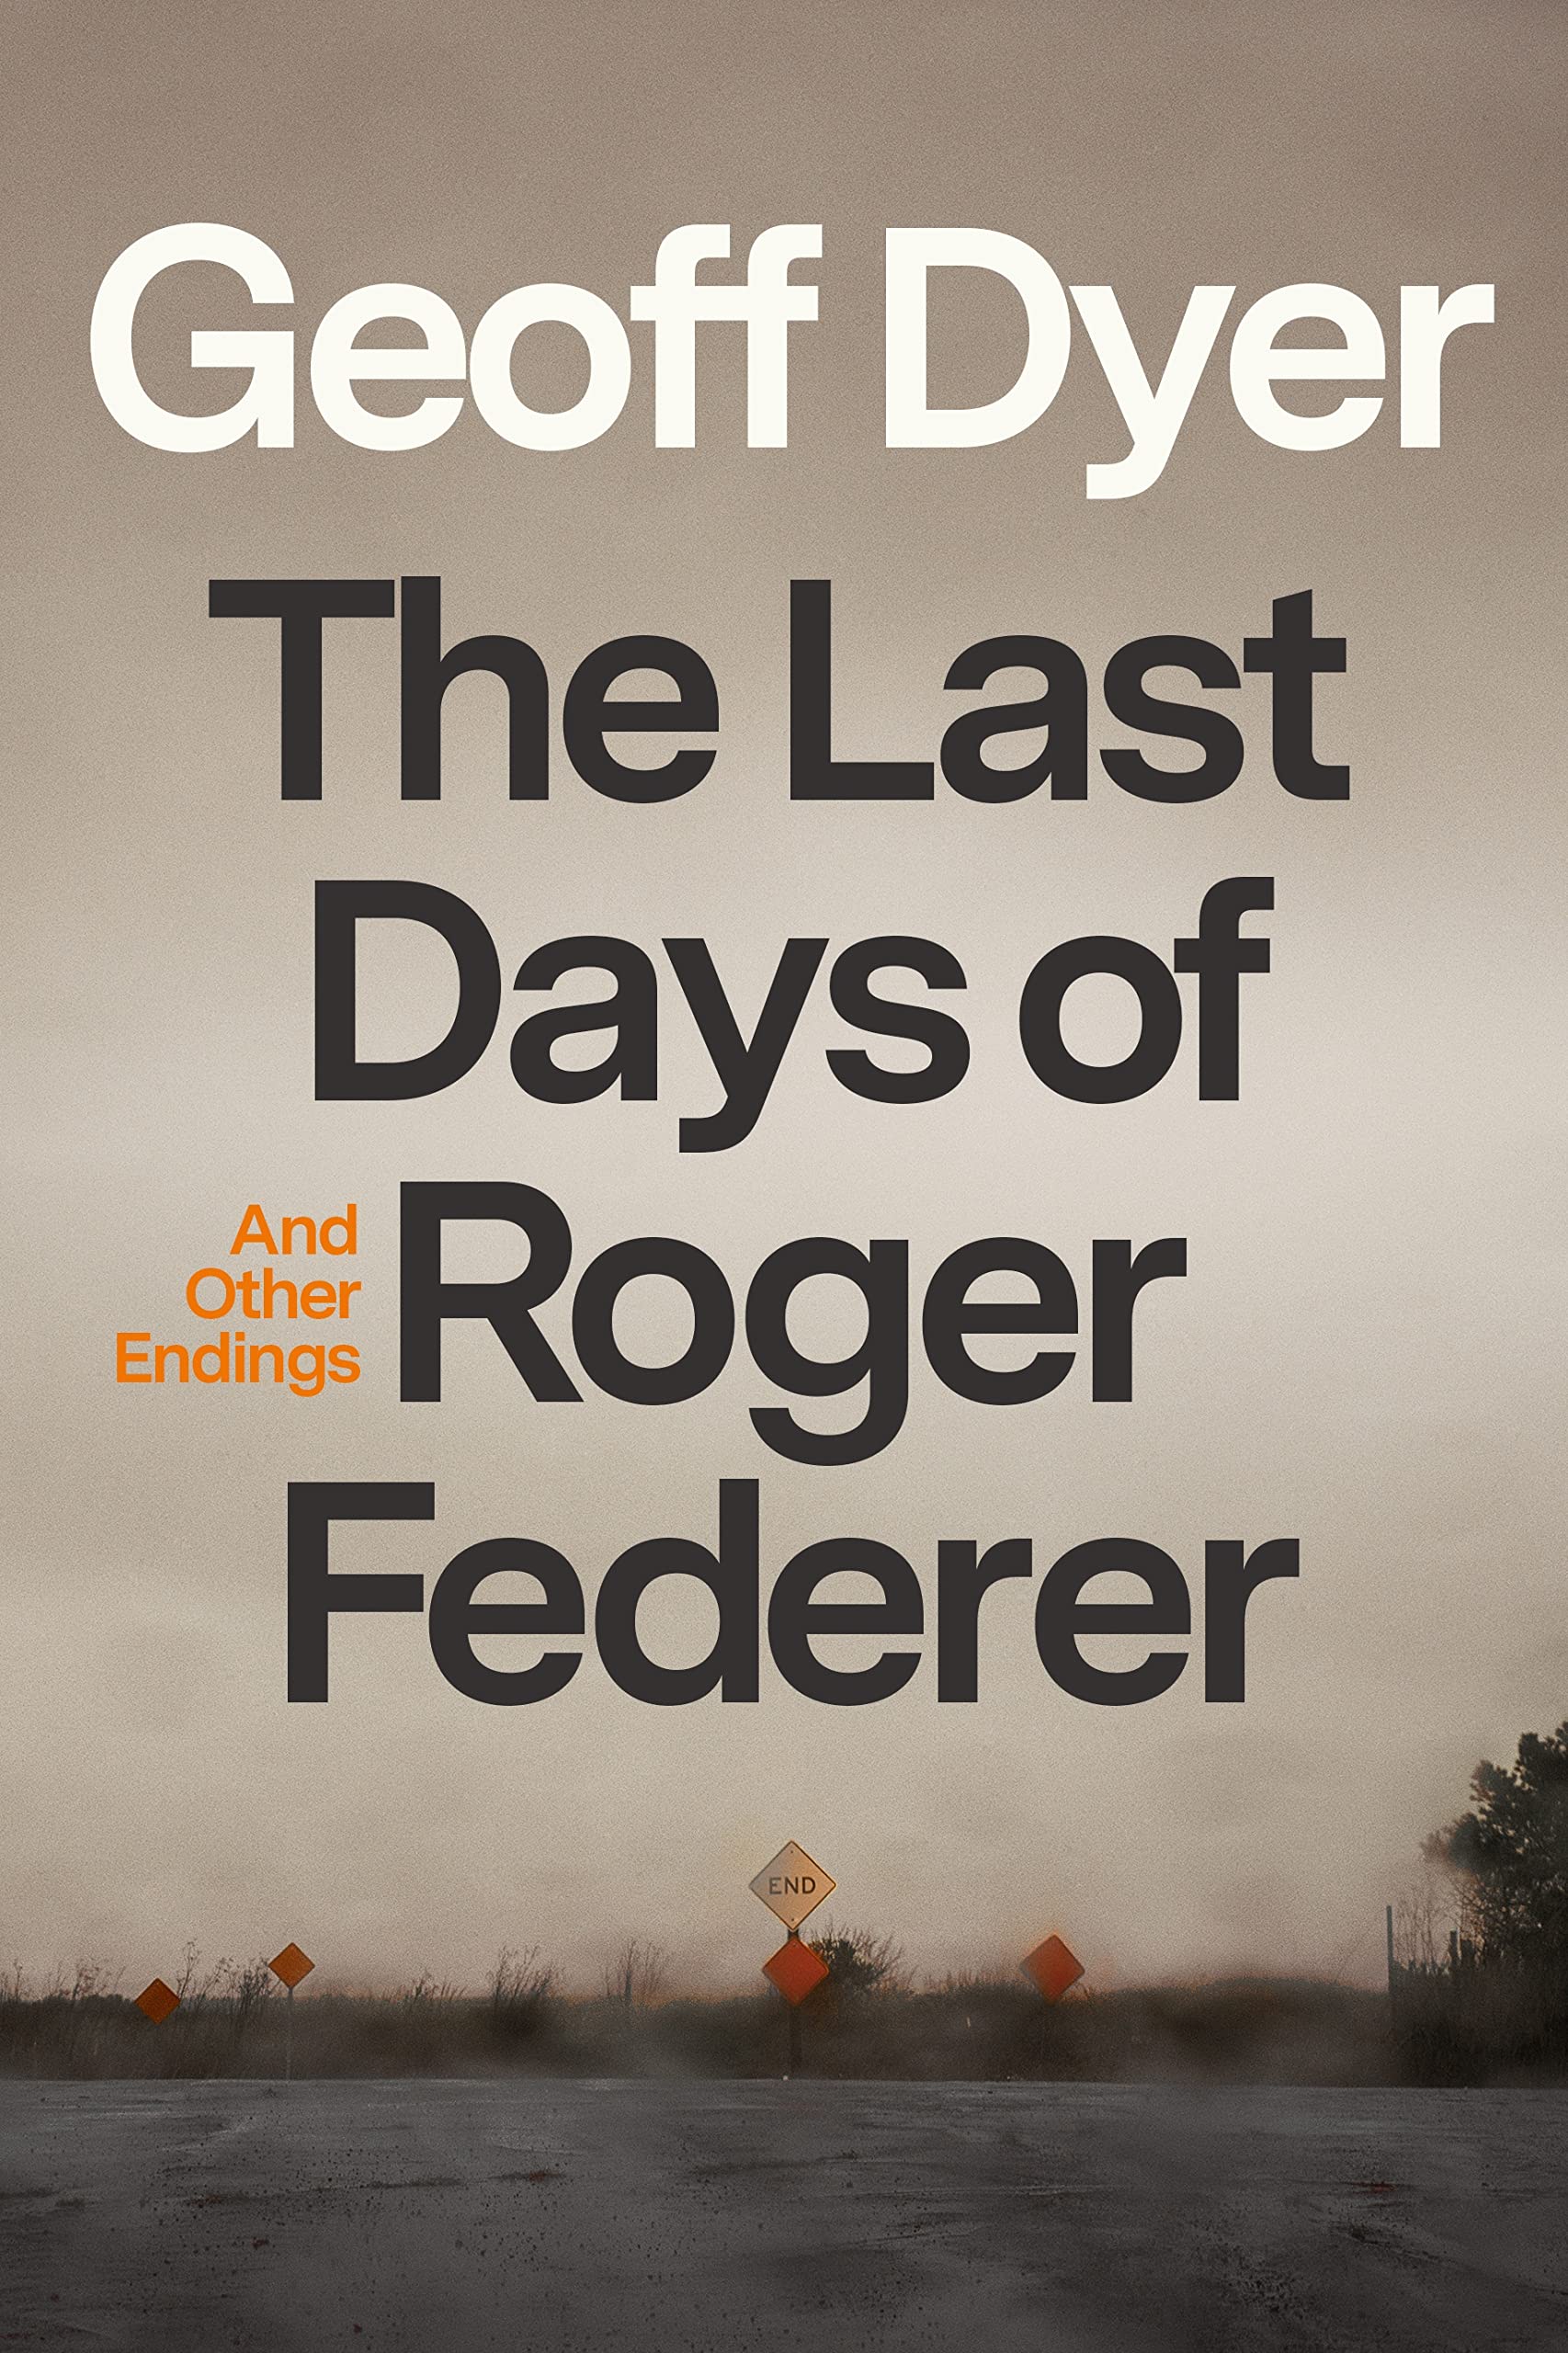 Geoff Dyer
The Last
Days of
Roger
And
Other
Endings
Federer
END